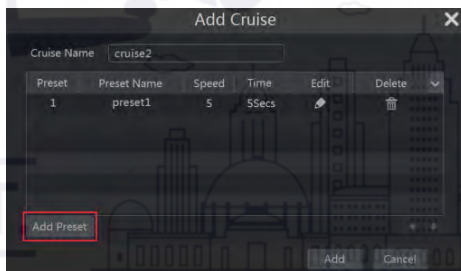 Add Cruise
Cruise Name cruise2
Preset Preset Name Speed Time Edit Delete
1 preset1 5 5Secs
Add Preset
Add Cancel